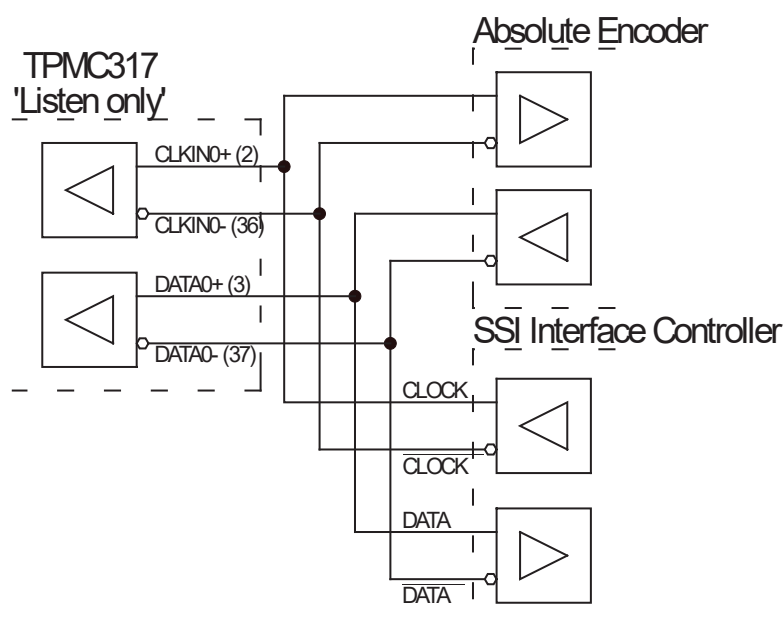 Absolute Encoder
TPMC317
'Listen only'
CLKIN0+ (2)
CLKIN0- (36)
DATA0+ (3)
DATA0- (37)
SSI Interface Controller
CLOCK
CLOCK
DATA
DATA